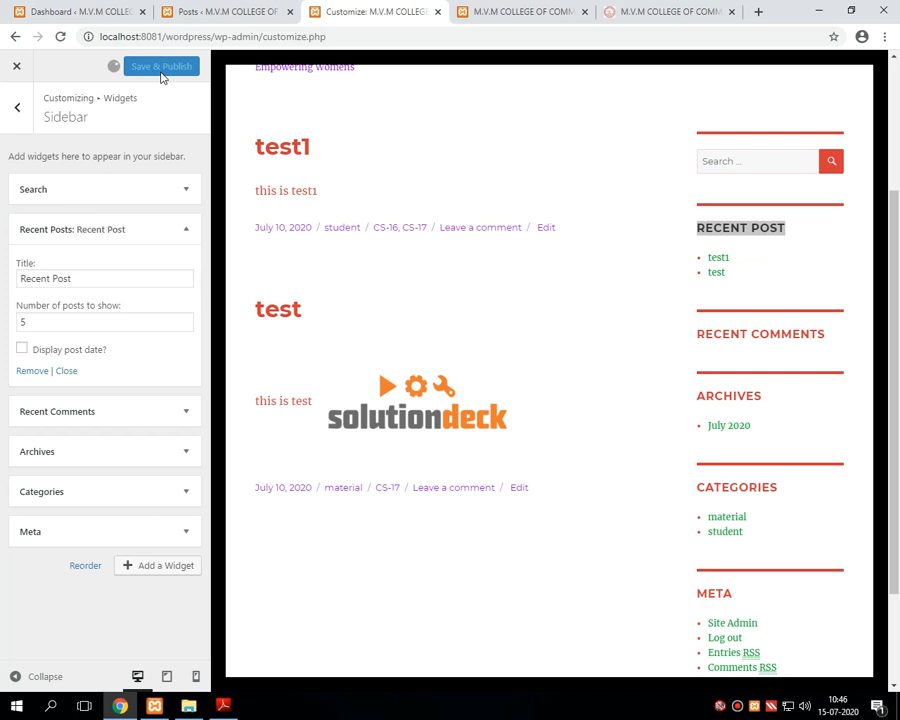 Dashboard ‹ M.V.M COLLEC
Posts ‹ M.V.M COLLEGE OF
Customize: M.V.M COLLEG
M.V.M COLLEGE OF COMM
M.V.M COLLEGE OF COMM
localhost:8081/wordpress/wp-admin/customize.php
Save & Publish
Customizing ▸ Widgets
Sidebar
Add widgets here to appear in your sidebar.
Search
Recent Posts: Recent Post
Title:
Recent Post
Number of posts to show:
5
Display post date?
Remove | Close
Recent Comments
Archives
Categories
Meta
Reorder
Add a Widget
Collapse
Empowering Womens
test1
this is test1
July 10, 2020 / student / CS-16, CS-17 / Leave a comment / Edit
test
this is test
solutiondeck
July 10, 2020 / material / CS-17 / Leave a comment / Edit
Search …
RECENT POST
test1
test
RECENT COMMENTS
ARCHIVES
July 2020
CATEGORIES
material
student
META
Site Admin
Log out
Entries RSS
Comments RSS
10:46
15-07-2020
1